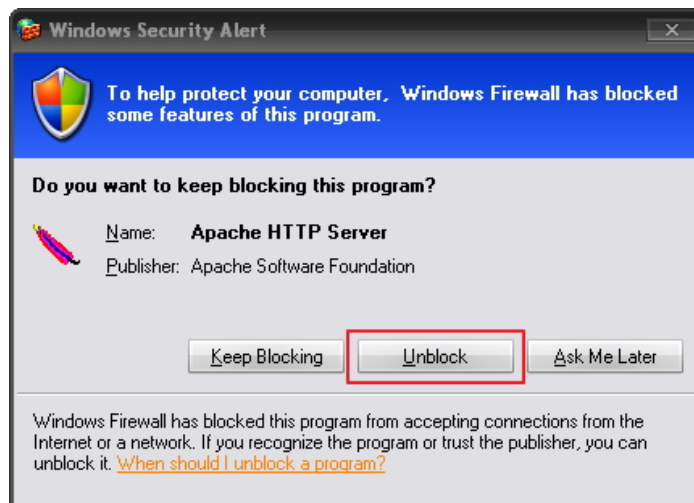 Windows Security Alert
To help protect your computer, Windows Firewall has blocked
some features of this program.
Do you want to keep blocking this program?
Name: Apache HTTP Server
Publisher: Apache Software Foundation
Keep Blocking Unblock Ask Me Later
Windows Firewall has blocked this program from accepting connections from the
Internet or a network. If you recognize the program or trust the publisher, you can
unblock it. When should I unblock a program?